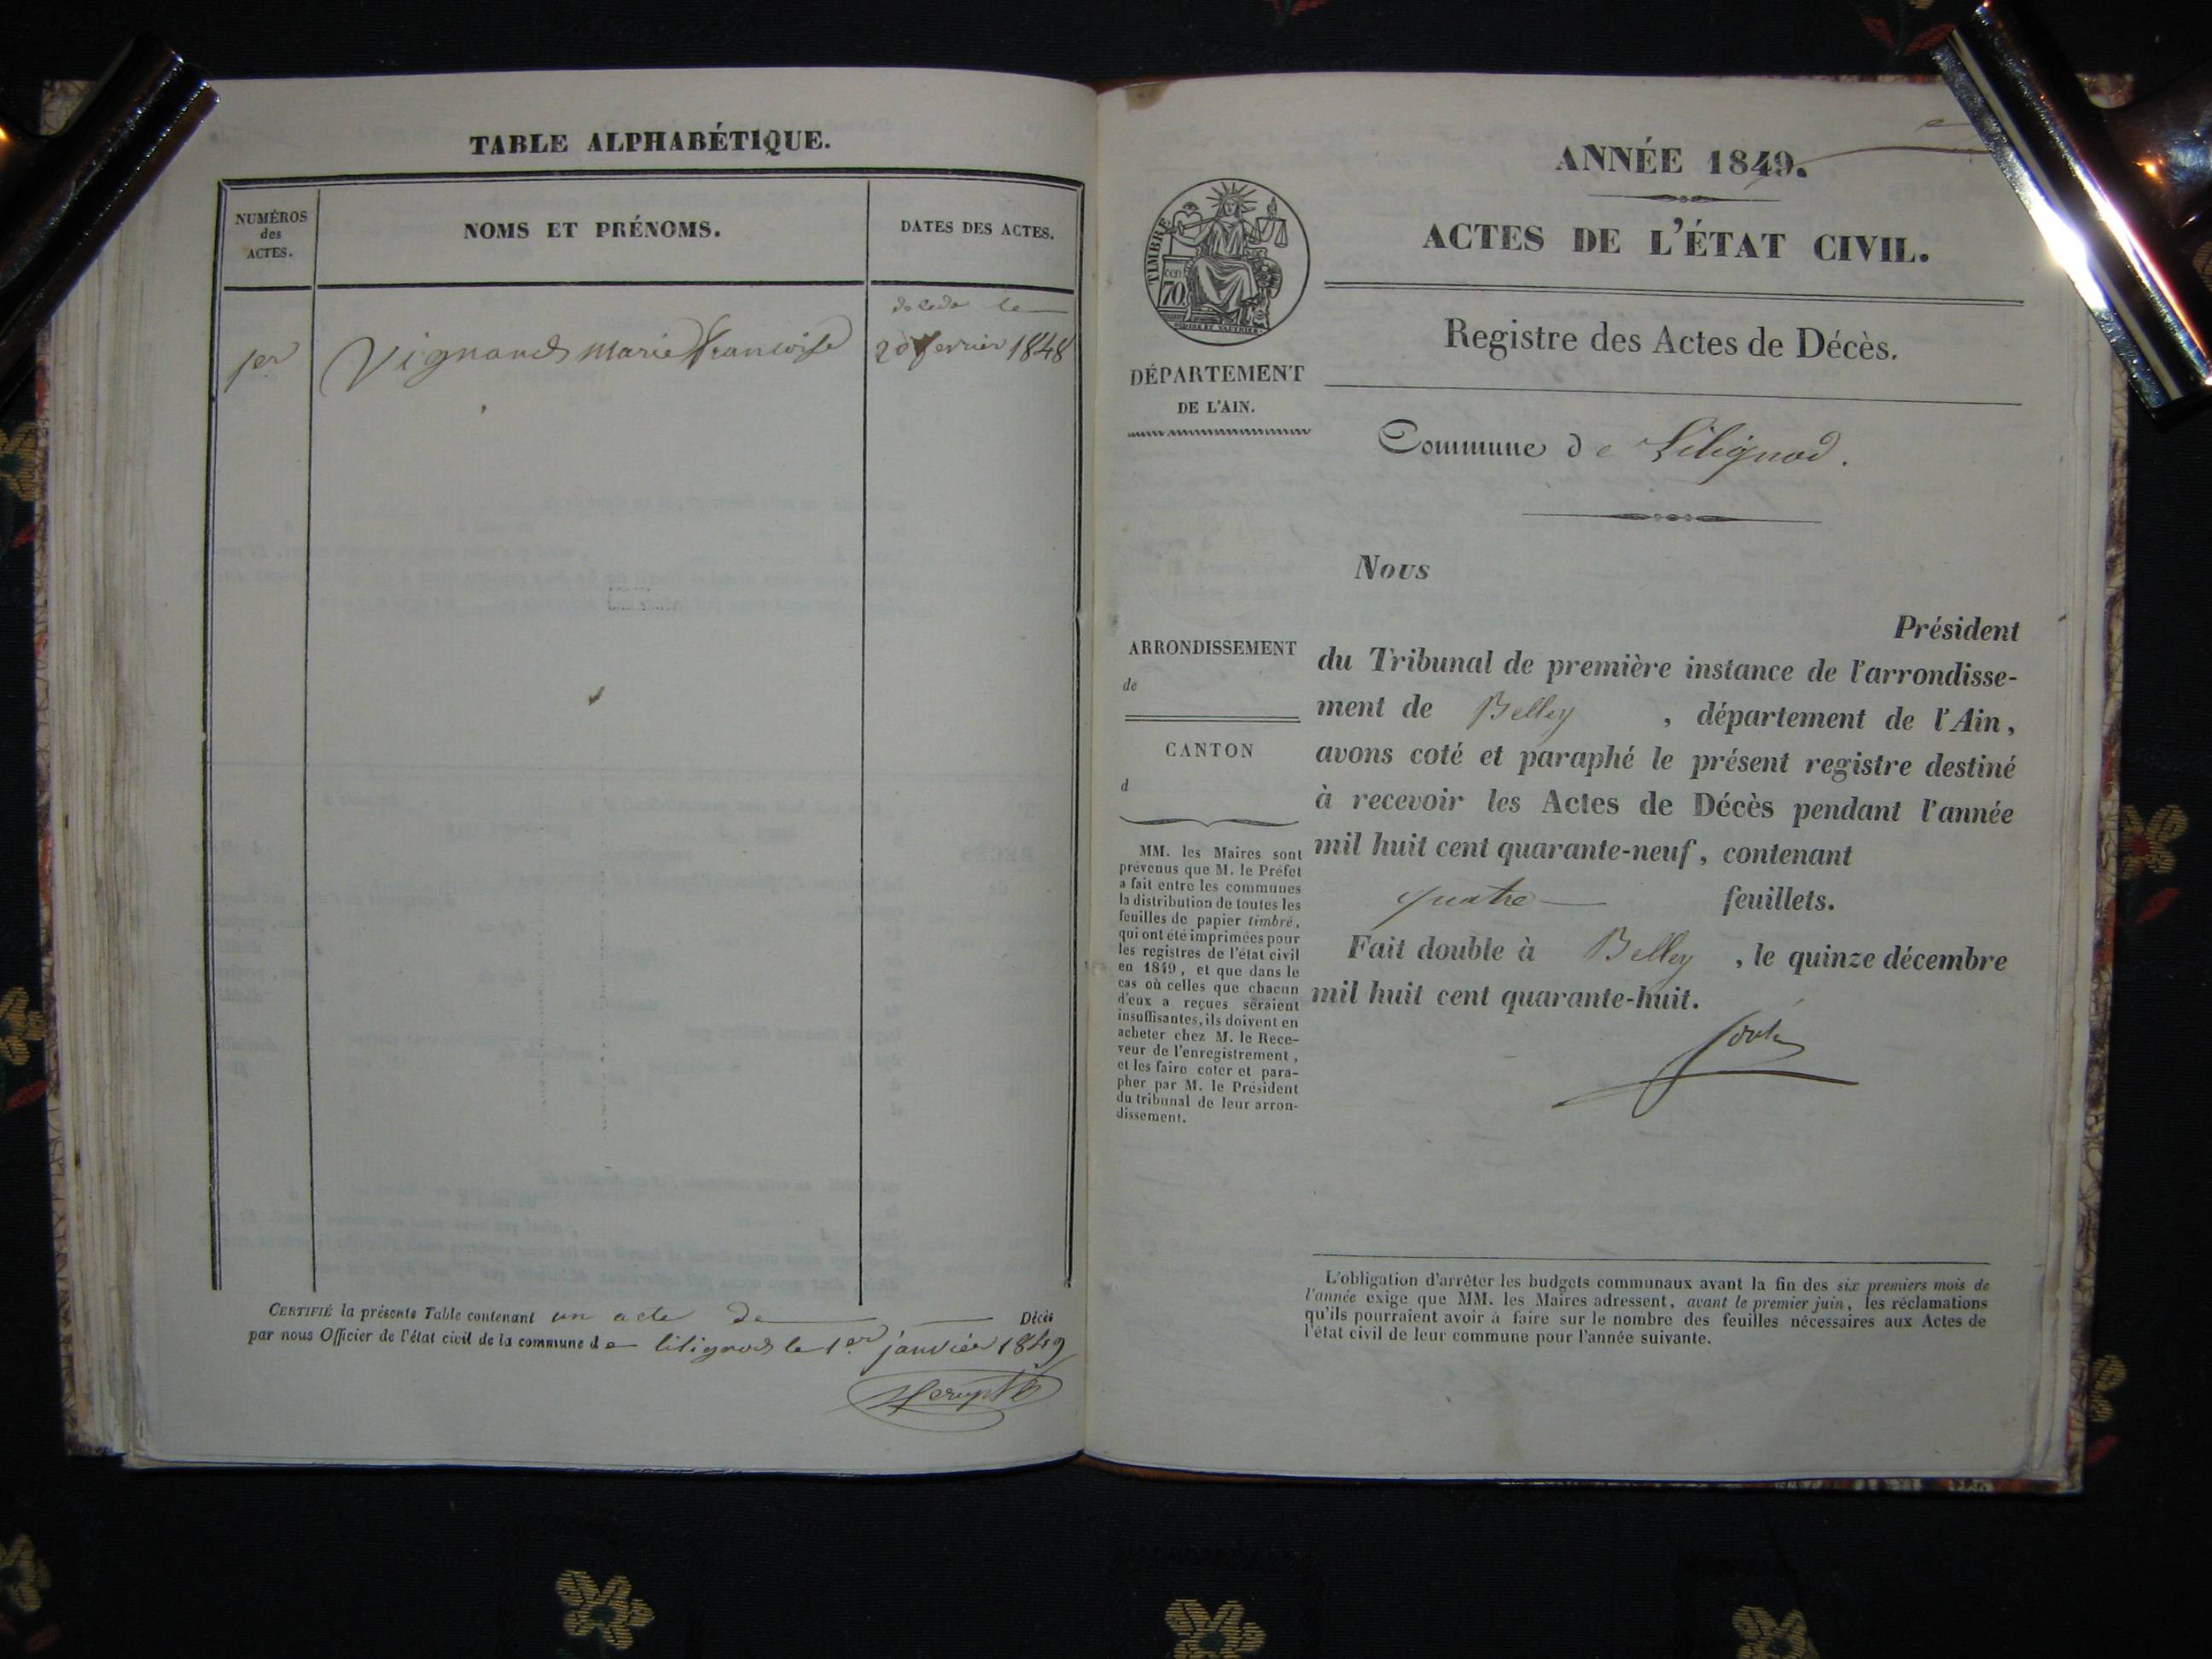 TABLE ALPHABÉTIQUE.
NUMÉROS
des
ACTES.
NOMS ET PRÉNOMS.
DATES DES ACTES.
décédé le
1er Vignand Marie françoise 20 fevrier 1848
CERTIFIÉ la présente Table contenant un acte de Décès
par nous Officier de l'état civil de la commune de lilignod le 1er janvier 1849
ANNÉE 1849.
ACTES DE L'ÉTAT CIVIL.
TIMBRE
cen
70
Registre des Actes de Décès.
DÉPARTEMENT
DE L'AIN.
Commune de Lilignod.
Nous
Président
ARRONDISSEMENT
de
CANTON
d
MM. les Maires sont
prévenus que M. le Préfet
a fait entre les communes
la distribution de toutes les
feuilles de papier timbré,
qui ont été imprimées pour
les registres de l'état civil
en 1849, et que dans le
cas où celles que chacun
d'eux a reçues seraient
insuffisantes, ils doivent en
acheter chez M. le Rece-
veur de l'enregistrement,
et les faire coter et para-
pher par M. le Président
du tribunal de leur arron-
dissement.
du Tribunal de première instance de l'arrondisse-
ment de Belley, département de l'Ain,
avons coté et paraphé le présent registre destiné
à recevoir les Actes de Décès pendant l'année
mil huit cent quarante-neuf, contenant
quatre feuillets.
Fait double à Belley, le quinze décembre
mil huit cent quarante-huit.
L'obligation d'arrêter les budgets communaux avant la fin des six premiers mois de
l'année exige que MM. les Maires adressent, avant le premier juin, les réclamations
qu'ils pourraient avoir à faire sur le nombre des feuilles nécessaires aux Actes de
l'état civil de leur commune pour l'année suivante.